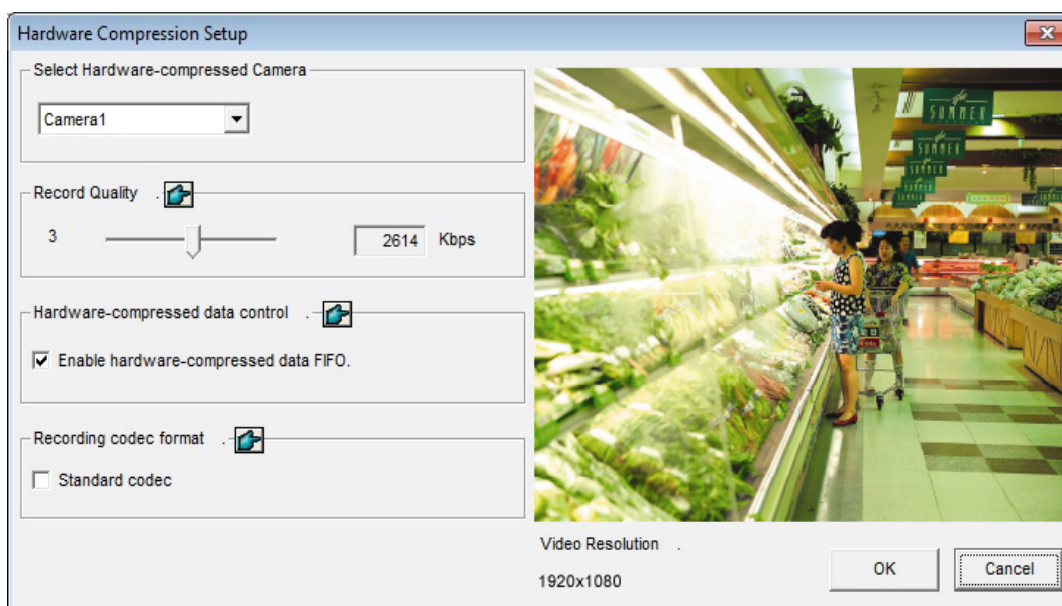 Hardware Compression Setup
Select Hardware-compressed Camera
Camera1
Record Quality .
3
2614 Kbps
Hardware-compressed data control .
Enable hardware-compressed data FIFO.
Recording codec format .
Standard codec
the
SUMMER
SUMMER
SUMMER
Video Resolution .
1920x1080
OK
Cancel